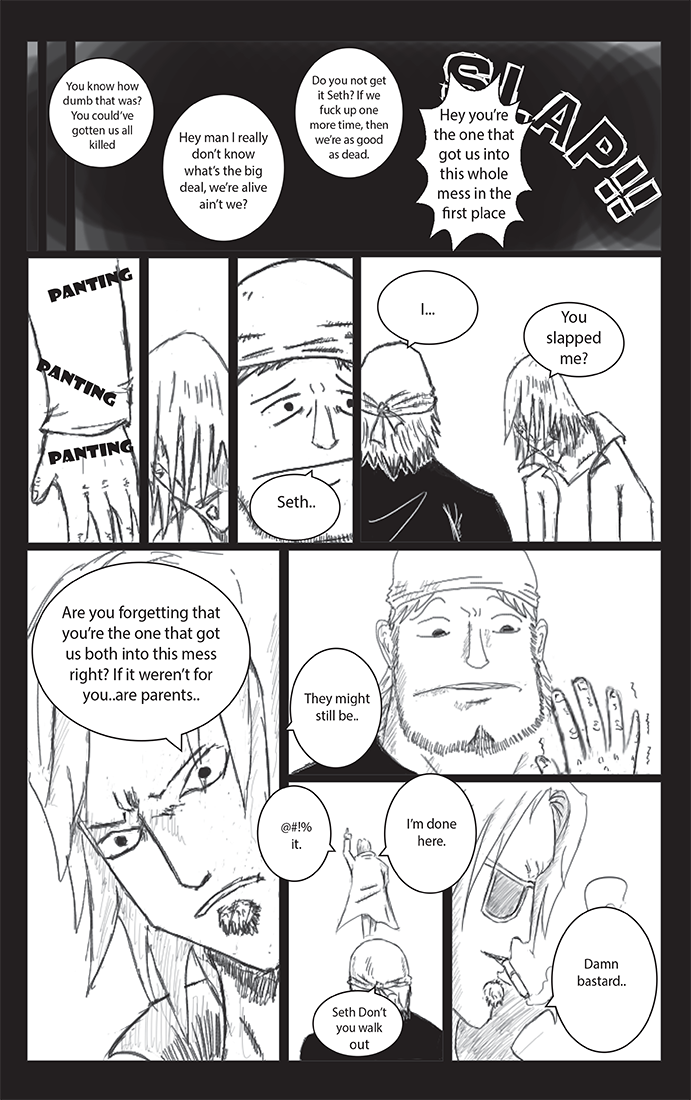 You know how
dumb that was?
You could've
gotten us all
killed
Hey man I really
don't know
what's the big
deal, we're alive
ain't we?
Do you not get
it Seth? If we
fuck up one
more time, then
we're as good
as dead.
SLAP!!
Hey you're
the one that
got us into
this whole
mess in the
first place
PANTING
PANTING
PANTING
Seth..
I...
You
slapped
me?
Are you forgetting that
you're the one that got
us both into this mess
right? If it weren't for
you..are parents..
They might
still be..
@#!%
it.
I'm done
here.
Seth Don't
you walk
out
Damn
bastard..